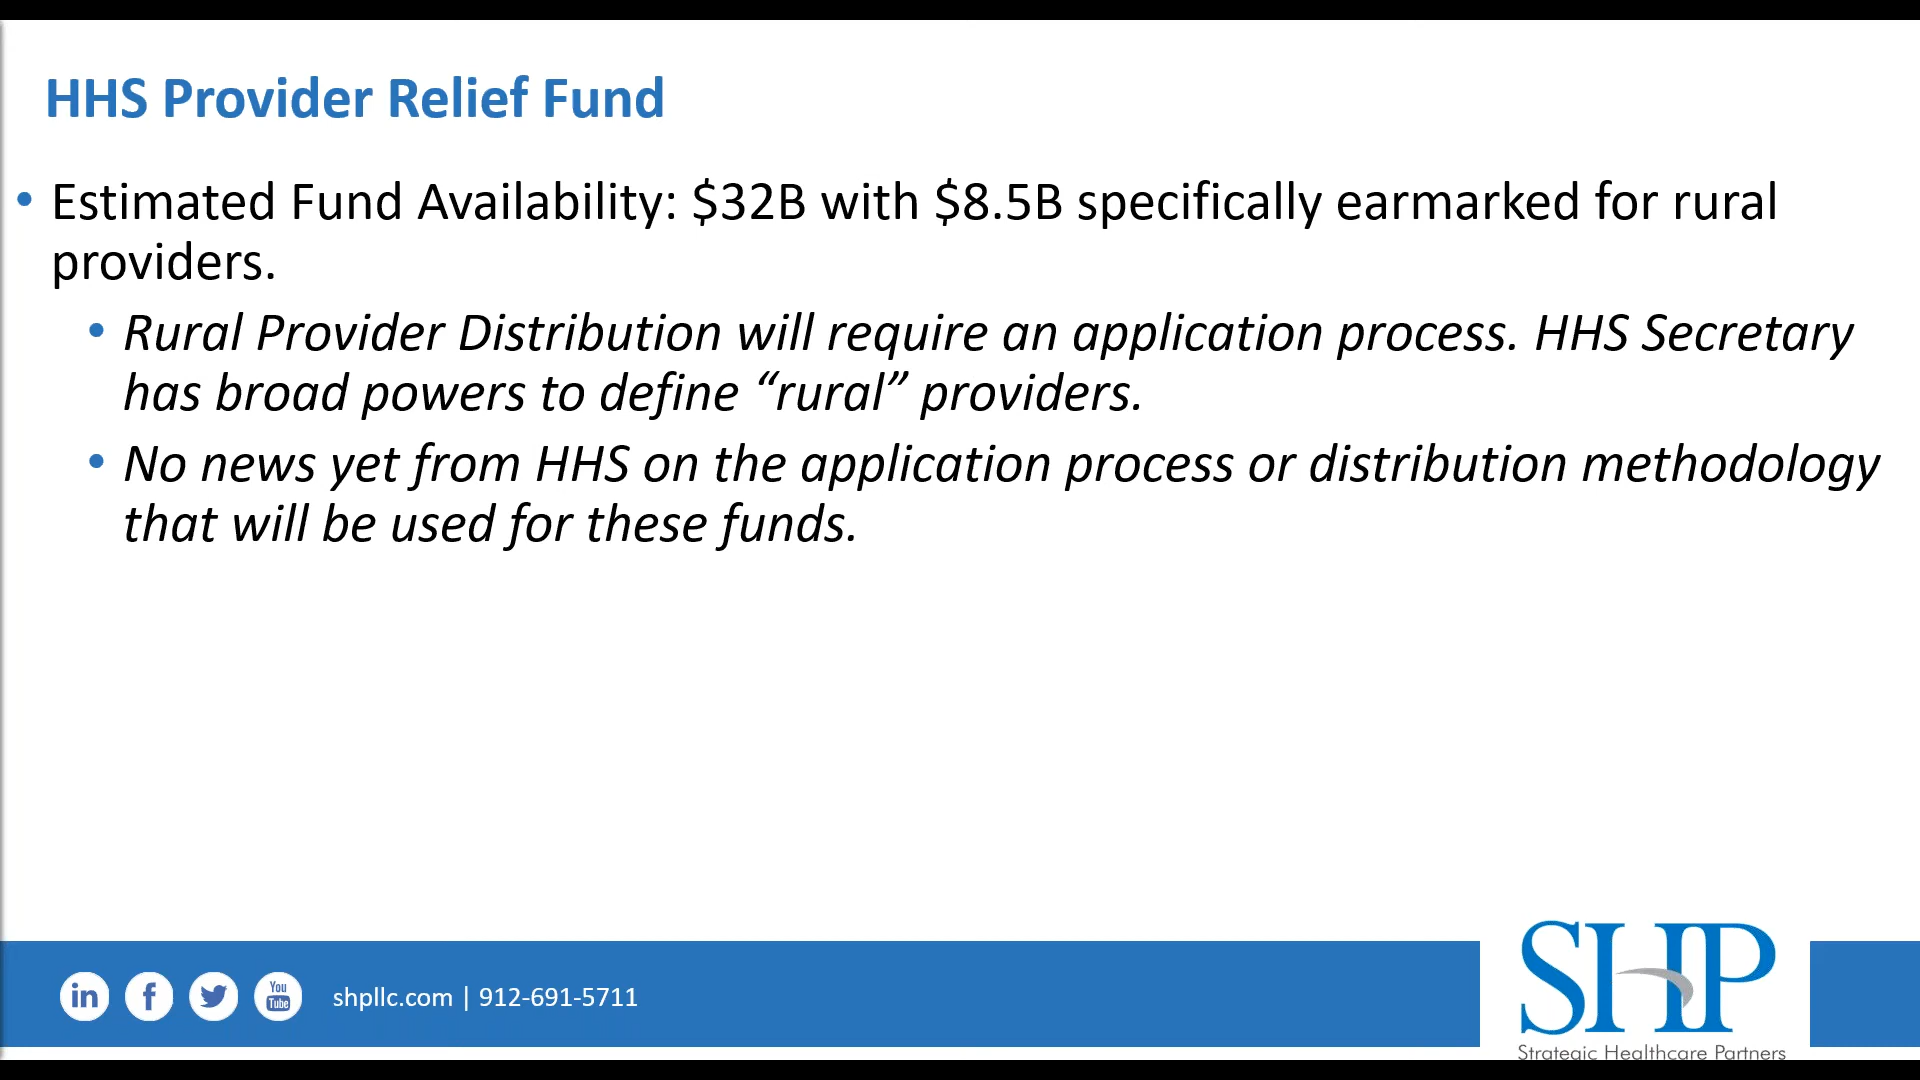 HHS Provider Relief Fund
• Estimated Fund Availability: $32B with $8.5B specifically earmarked for rural
providers.
• Rural Provider Distribution will require an application process. HHS Secretary
has broad powers to define “rural” providers.
• No news yet from HHS on the application process or distribution methodology
that will be used for these funds.
in f You Tube shpllc.com | 912-691-5711
SHP
Strategic Healthcare Partners